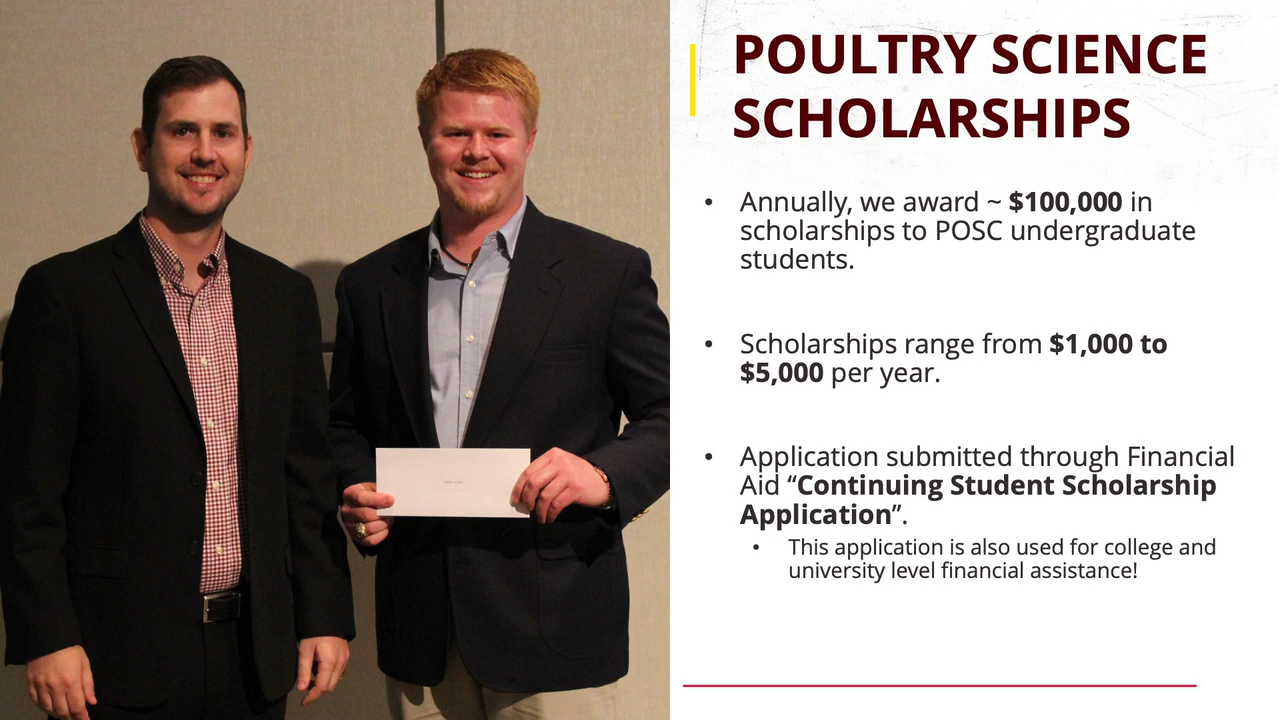 POULTRY SCIENCE
SCHOLARSHIPS
• Annually, we award ~ $100,000 in
scholarships to POSC undergraduate
students.
• Scholarships range from $1,000 to
$5,000 per year.
• Application submitted through Financial
Aid “Continuing Student Scholarship
Application”.
• This application is also used for college and
university level financial assistance!